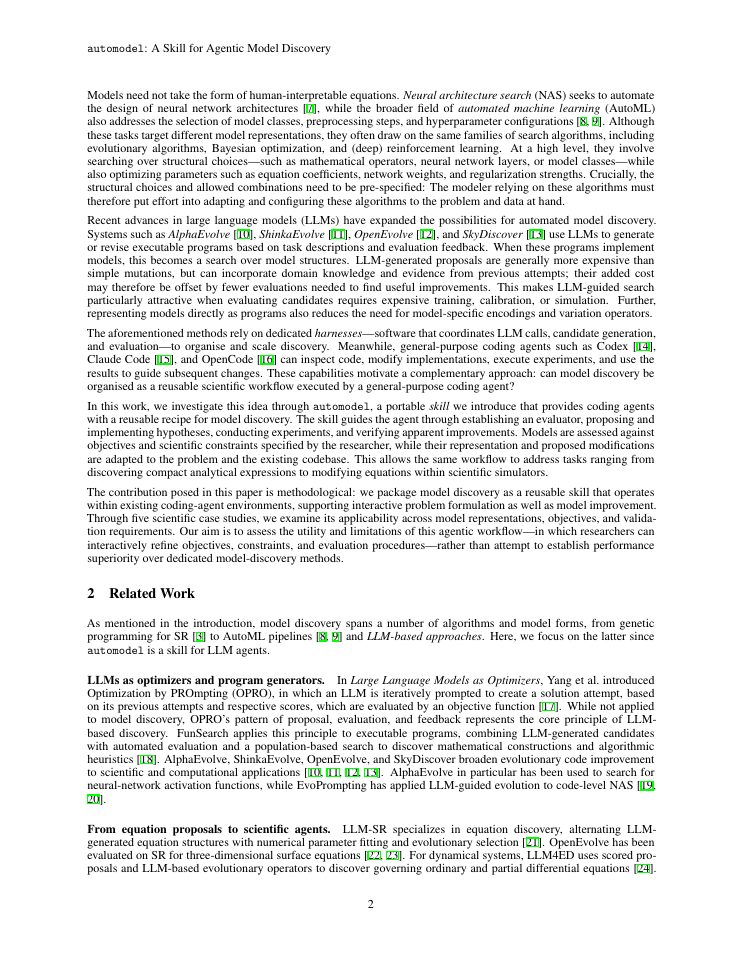 automodel: A Skill for Agentic Model Discovery
Models need not take the form of human-interpretable equations. Neural architecture search (NAS) seeks to automate
the design of neural network architectures [7], while the broader field of automated machine learning (AutoML)
also addresses the selection of model classes, preprocessing steps, and hyperparameter configurations [8, 9]. Although
these tasks target different model representations, they often draw on the same families of search algorithms, including
evolutionary algorithms, Bayesian optimization, and (deep) reinforcement learning. At a high level, they involve
searching over structural choices—such as mathematical operators, neural network layers, or model classes—while
also optimizing parameters such as equation coefficients, network weights, and regularization strengths. Crucially, the
structural choices and allowed combinations need to be pre-specified: The modeler relying on these algorithms must
therefore put effort into adapting and configuring these algorithms to the problem and data at hand.
Recent advances in large language models (LLMs) have expanded the possibilities for automated model discovery.
Systems such as AlphaEvolve [10], ShinkaEvolve [11], OpenEvolve [12], and SkyDiscover [13] use LLMs to generate
or revise executable programs based on task descriptions and evaluation feedback. When these programs implement
models, this becomes a search over model structures. LLM-generated proposals are generally more expensive than
simple mutations, but can incorporate domain knowledge and evidence from previous attempts; their added cost
may therefore be offset by fewer evaluations needed to find useful improvements. This makes LLM-guided search
particularly attractive when evaluating candidates requires expensive training, calibration, or simulation. Further,
representing models directly as programs also reduces the need for model-specific encodings and variation operators.
The aforementioned methods rely on dedicated harnesses—software that coordinates LLM calls, candidate generation,
and evaluation—to organise and scale discovery. Meanwhile, general-purpose coding agents such as Codex [14],
Claude Code [15], and OpenCode [16] can inspect code, modify implementations, execute experiments, and use the
results to guide subsequent changes. These capabilities motivate a complementary approach: can model discovery be
organised as a reusable scientific workflow executed by a general-purpose coding agent?
In this work, we investigate this idea through automodel, a portable skill we introduce that provides coding agents
with a reusable recipe for model discovery. The skill guides the agent through establishing an evaluator, proposing and
implementing hypotheses, conducting experiments, and verifying apparent improvements. Models are assessed against
objectives and scientific constraints specified by the researcher, while their representation and proposed modifications
are adapted to the problem and the existing codebase. This allows the same workflow to address tasks ranging from
discovering compact analytical expressions to modifying equations within scientific simulators.
The contribution posed in this paper is methodological: we package model discovery as a reusable skill that operates
within existing coding-agent environments, supporting interactive problem formulation as well as model improvement.
Through five scientific case studies, we examine its applicability across model representations, objectives, and valida-
tion requirements. Our aim is to assess the utility and limitations of this agentic workflow—in which researchers can
interactively refine objectives, constraints, and evaluation procedures—rather than attempt to establish performance
superiority over dedicated model-discovery methods.
2 Related Work
As mentioned in the introduction, model discovery spans a number of algorithms and model forms, from genetic
programming for SR [3] to AutoML pipelines [8, 9] and LLM-based approaches. Here, we focus on the latter since
automodel is a skill for LLM agents.
LLMs as optimizers and program generators. In Large Language Models as Optimizers, Yang et al. introduced
Optimization by PROmpting (OPRO), in which an LLM is iteratively prompted to create a solution attempt, based
on its previous attempts and respective scores, which are evaluated by an objective function [17]. While not applied
to model discovery, OPRO's pattern of proposal, evaluation, and feedback represents the core principle of LLM-
based discovery. FunSearch applies this principle to executable programs, combining LLM-generated candidates
with automated evaluation and a population-based search to discover mathematical constructions and algorithmic
heuristics [18]. AlphaEvolve, ShinkaEvolve, OpenEvolve, and SkyDiscover broaden evolutionary code improvement
to scientific and computational applications [10, 11, 12, 13]. AlphaEvolve in particular has been used to search for
neural-network activation functions, while EvoPrompting has applied LLM-guided evolution to code-level NAS [19,
20].
From equation proposals to scientific agents. LLM-SR specializes in equation discovery, alternating LLM-
generated equation structures with numerical parameter fitting and evolutionary selection [21]. OpenEvolve has been
evaluated on SR for three-dimensional surface equations [22, 23]. For dynamical systems, LLM4ED uses scored pro-
posals and LLM-based evolutionary operators to discover governing ordinary and partial differential equations [24].
2